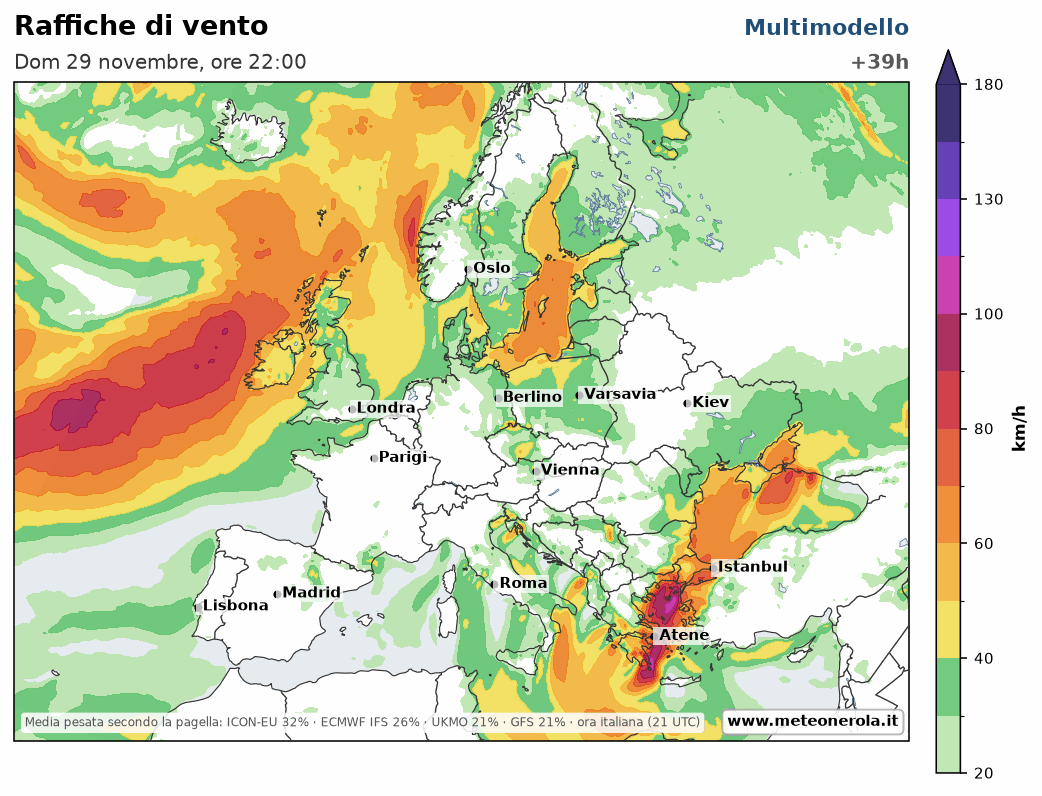 Raffiche di vento
Multimodello
Dom 29 novembre, ore 22:00
+39h
180
130
100
80
60
40
20
km/h
Oslo
Berlino
Varsavia
Kiev
Londra
Parigi
Vienna
Istanbul
Roma
Madrid
Lisbona
Atene
Media pesata secondo la pagella: ICON-EU 32% · ECMWF IFS 26% · UKMO 21% · GFS 21% · ora italiana (21 UTC)
www.meteonerola.it